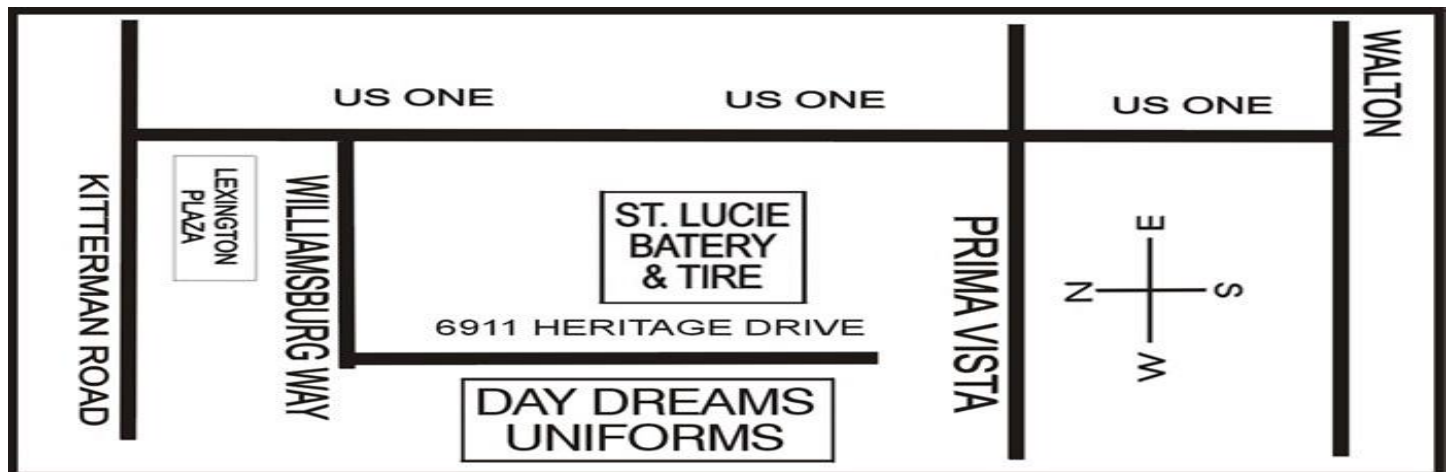 US ONE
US ONE
US ONE
WALTON
KITTERMAN ROAD
LEXINGTON
PLAZA
WILLIAMSBURG WAY
ST. LUCIE
BATERY
& TIRE
PRIMA VISTA
E
N
S
W
6911 HERITAGE DRIVE
DAY DREAMS
UNIFORMS